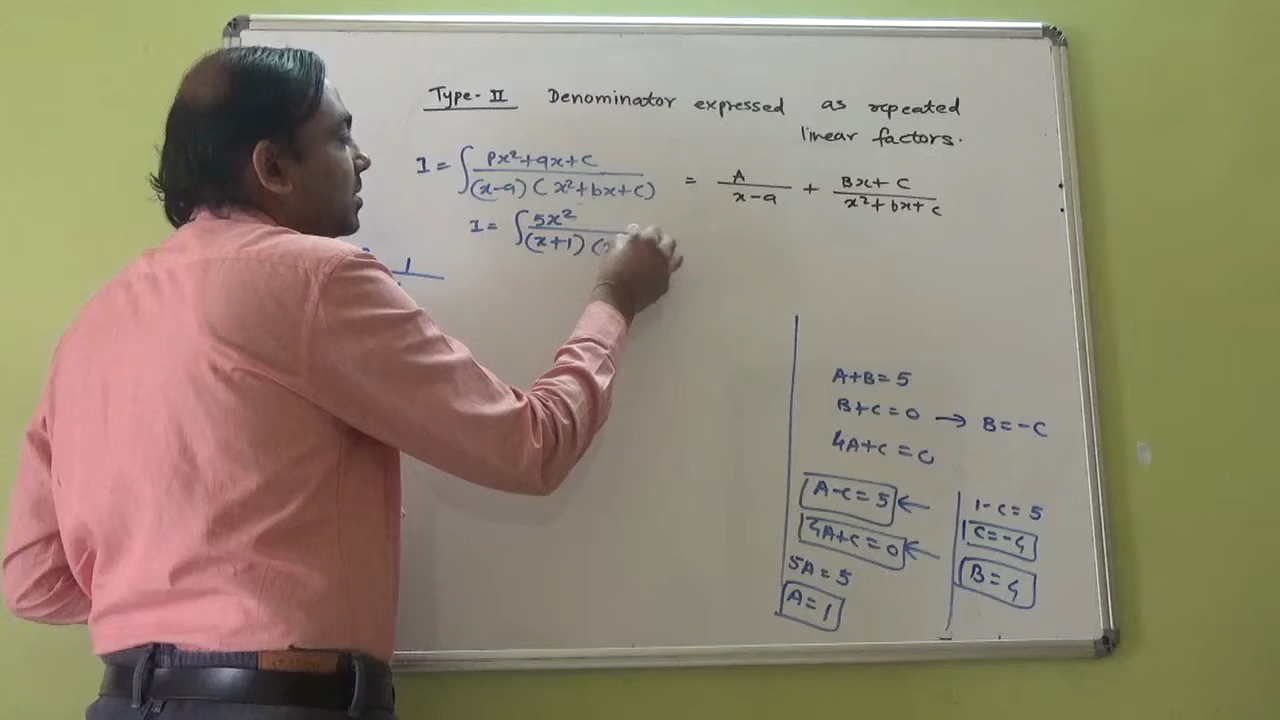 Type-II Denominator expressed as repeated
linear factors.
I = ∫ px²+qx+c / (x-a) (x²+bx+c) = A / x-a + Bx+C / x²+bx+c
I = ∫ 5x² / (x+1) (
1
A+B=5
B+C=0 → B=-C
4A+C=0
A-C=5 ←
4A+C=0 ←
5A=5
A=1
1-C=5
C=-4
B=4